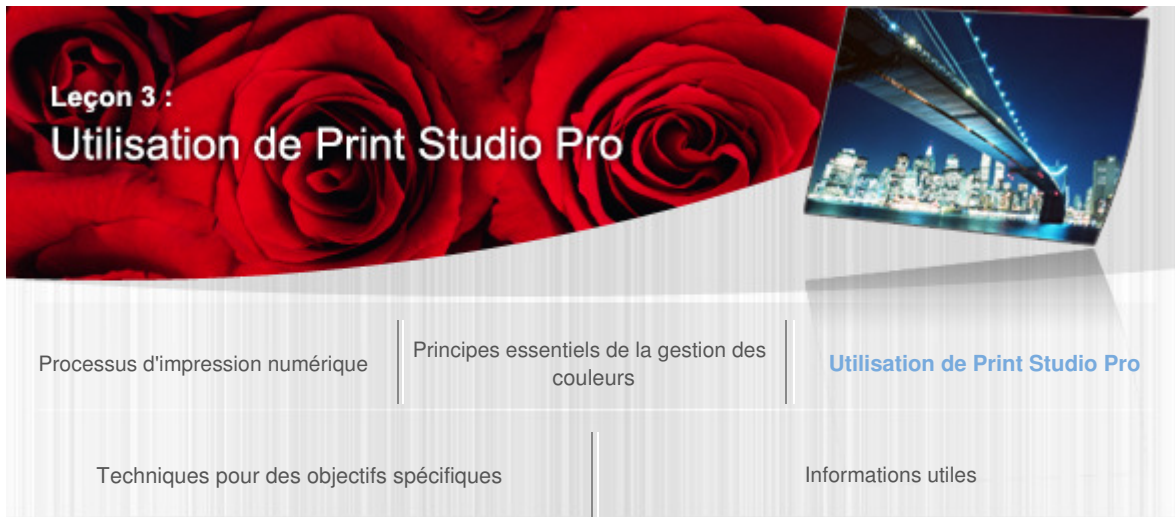 Leçon 3 :
Utilisation de Print Studio Pro
Processus d'impression numérique
Principes essentiels de la gestion des
couleurs
Utilisation de Print Studio Pro
Techniques pour des objectifs spécifiques
Informations utiles